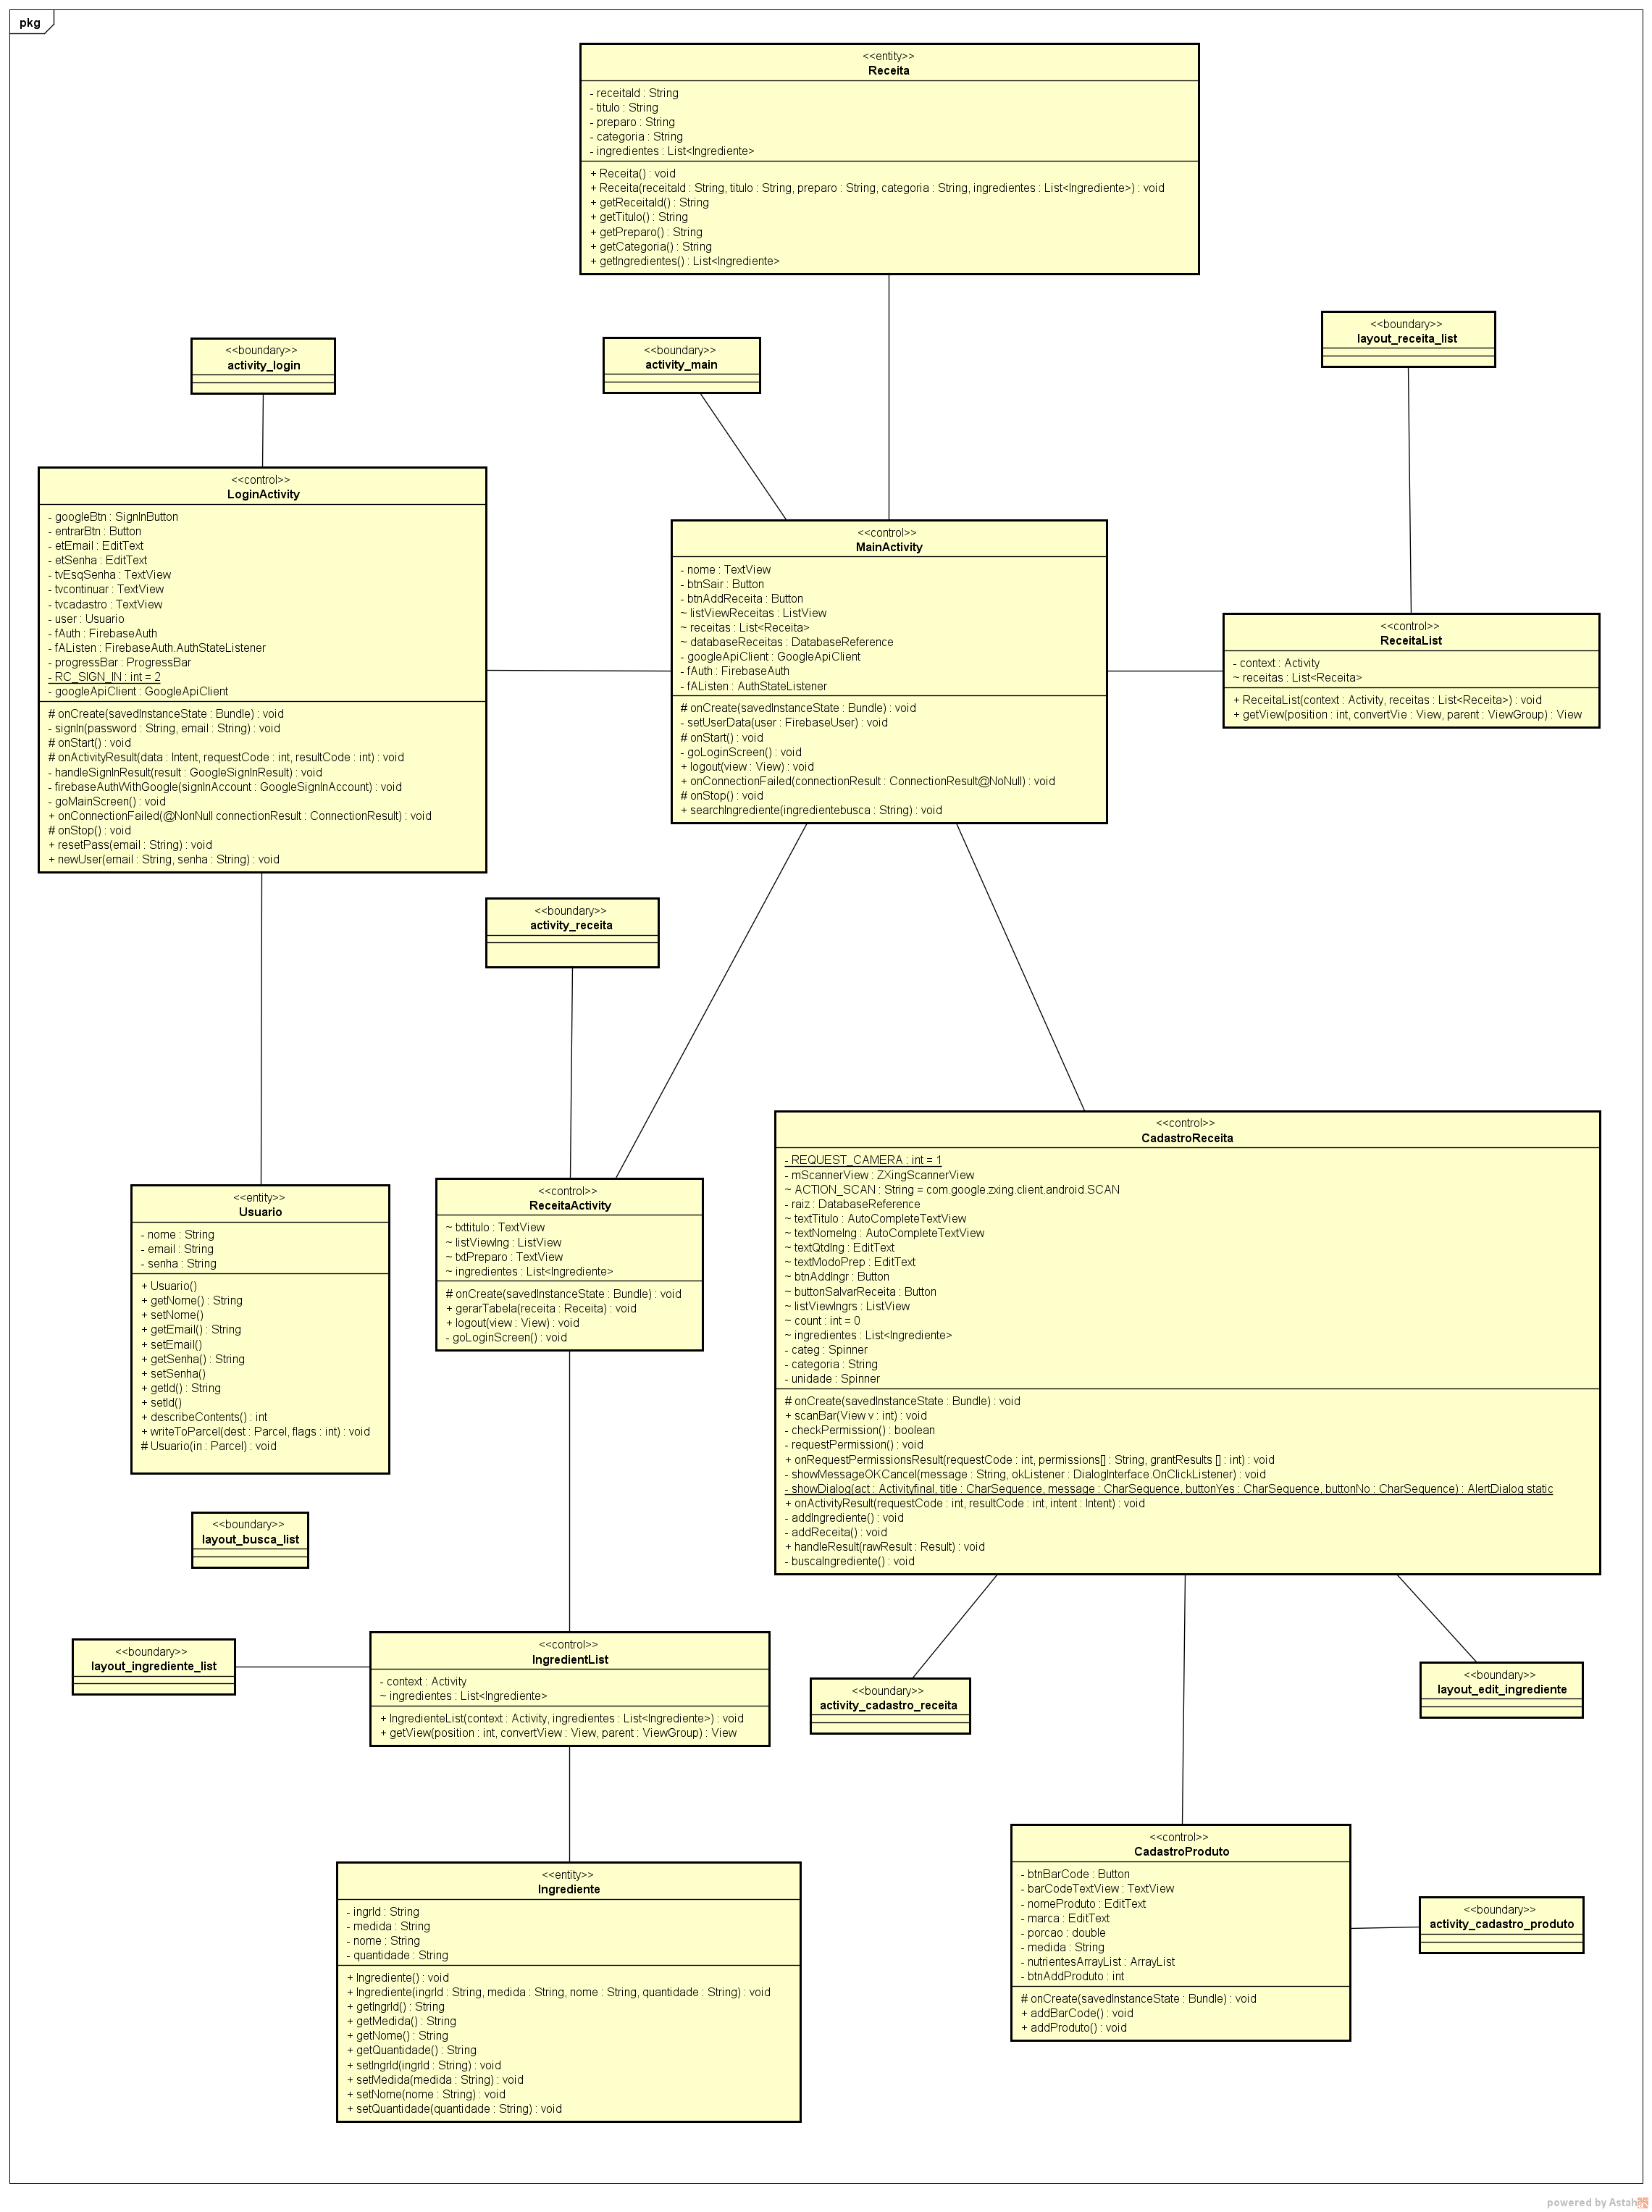 pkg
<<entity>>
Receita
- receitaId : String
- titulo : String
- preparo : String
- categoria : String
- ingredientes : List<Ingrediente>
+ Receita() : void
+ Receita(receitaId : String, titulo : String, preparo : String, categoria : String, ingredientes : List<Ingrediente>) : void
+ getReceitaId() : String
+ getTitulo() : String
+ getPreparo() : String
+ getCategoria() : String
+ getIngredientes() : List<Ingrediente>
<<boundary>>
activity_login
<<boundary>>
activity_main
<<boundary>>
layout_receita_list
<<control>>
LoginActivity
- googleBtn : SignInButton
- entrarBtn : Button
- etEmail : EditText
- etSenha : EditText
- tvEsqSenha : TextView
- tvcontinuar : TextView
- tvcadastro : TextView
- user : Usuario
- fAuth : FirebaseAuth
- fAListen : FirebaseAuth.AuthStateListener
- progressBar : ProgressBar
- RC_SIGN_IN : int = 2
- googleApiClient : GoogleApiClient
# onCreate(savedInstanceState : Bundle) : void
- signIn(password : String, email : String) : void
# onStart() : void
# onActivityResult(data : Intent, requestCode : int, resultCode : int) : void
- handleSignInResult(result : GoogleSignInResult) : void
- firebaseAuthWithGoogle(signInAccount : GoogleSignInAccount) : void
- goMainScreen() : void
+ onConnectionFailed(@NonNull connectionResult : ConnectionResult) : void
# onStop() : void
+ resetPass(email : String) : void
+ newUser(email : String, senha : String) : void
<<control>>
MainActivity
- nome : TextView
- btnSair : Button
- btnAddReceita : Button
~ listViewReceitas : ListView
~ receitas : List<Receita>
~ databaseReceitas : DatabaseReference
- googleApiClient : GoogleApiClient
- fAuth : FirebaseAuth
- fAListen : AuthStateListener
# onCreate(savedInstanceState : Bundle) : void
- setUserData(user : FirebaseUser) : void
# onStart() : void
- goLoginScreen() : void
+ logout(view : View) : void
+ onConnectionFailed(connectionResult : ConnectionResult@NoNull) : void
# onStop() : void
+ searchIngrediente(ingredientebusca : String) : void
<<control>>
ReceitaList
- context : Activity
~ receitas : List<Receita>
+ ReceitaList(context : Activity, receitas : List<Receita>) : void
+ getView(position : int, convertVie : View, parent : ViewGroup) : View
<<boundary>>
activity_receita
<<control>>
CadastroReceita
- REQUEST_CAMERA : int = 1
- mScannerView : ZXingScannerView
~ ACTION_SCAN : String = com.google.zxing.client.android.SCAN
- raiz : DatabaseReference
~ textTitulo : AutoCompleteTextView
~ textNomeIng : AutoCompleteTextView
~ textQtdIng : EditText
~ textModoPrep : EditText
~ btnAddIngr : Button
~ buttonSalvarReceita : Button
~ listViewIngrs : ListView
~ count : int = 0
~ ingredientes : List<Ingrediente>
- categ : Spinner
- categoria : String
- unidade : Spinner
# onCreate(savedInstanceState : Bundle) : void
+ scanBar(View v : int) : void
- checkPermission() : boolean
- requestPermission() : void
+ onRequestPermissionsResult(requestCode : int, permissions[] : String, grantResults [] : int) : void
- showMessageOKCancel(message : String, okListener : DialogInterface.OnClickListener) : void
- showDialog(act : Activityfinal, title : CharSequence, message : CharSequence, buttonYes : CharSequence, buttonNo : CharSequence) : AlertDialog static
+ onActivityResult(requestCode : int, resultCode : int, intent : Intent) : void
- addIngrediente() : void
- addReceita() : void
+ handleResult(rawResult : Result) : void
- buscaIngrediente() : void
<<entity>>
Usuario
- nome : String
- email : String
- senha : String
+ Usuario()
+ getNome() : String
+ setNome()
+ getEmail() : String
+ setEmail()
+ getSenha() : String
+ setSenha()
+ getId() : String
+ setId()
+ describeContents() : int
+ writeToParcel(dest : Parcel, flags : int) : void
# Usuario(in : Parcel) : void
<<control>>
ReceitaActivity
~ txttitulo : TextView
~ listViewIng : ListView
~ txtPreparo : TextView
~ ingredientes : List<Ingrediente>
# onCreate(savedInstanceState : Bundle) : void
+ gerarTabela(receita : Receita) : void
+ logout(view : View) : void
- goLoginScreen() : void
<<boundary>>
layout_busca_list
<<boundary>>
layout_ingrediente_list
<<control>>
IngredientList
- context : Activity
~ ingredientes : List<Ingrediente>
+ IngredienteList(context : Activity, ingredientes : List<Ingrediente>) : void
+ getView(position : int, convertView : View, parent : ViewGroup) : View
<<boundary>>
activity_cadastro_receita
<<boundary>>
layout_edit_ingrediente
<<control>>
CadastroProduto
- btnBarCode : Button
- barCodeTextView : TextView
- nomeProduto : EditText
- marca : EditText
- porcao : double
- medida : String
- nutrientesArrayList : ArrayList
- btnAddProduto : int
# onCreate(savedInstanceState : Bundle) : void
+ addBarCode() : void
+ addProduto() : void
<<boundary>>
activity_cadastro_produto
<<entity>>
Ingrediente
- ingrId : String
- medida : String
- nome : String
- quantidade : String
+ Ingrediente() : void
+ Ingrediente(ingrId : String, medida : String, nome : String, quantidade : String) : void
+ getIngrId() : String
+ getMedida() : String
+ getNome() : String
+ getQuantidade() : String
+ setIngrId(ingrId : String) : void
+ setMedida(medida : String) : void
+ setNome(nome : String) : void
+ setQuantidade(quantidade : String) : void
powered by Astah